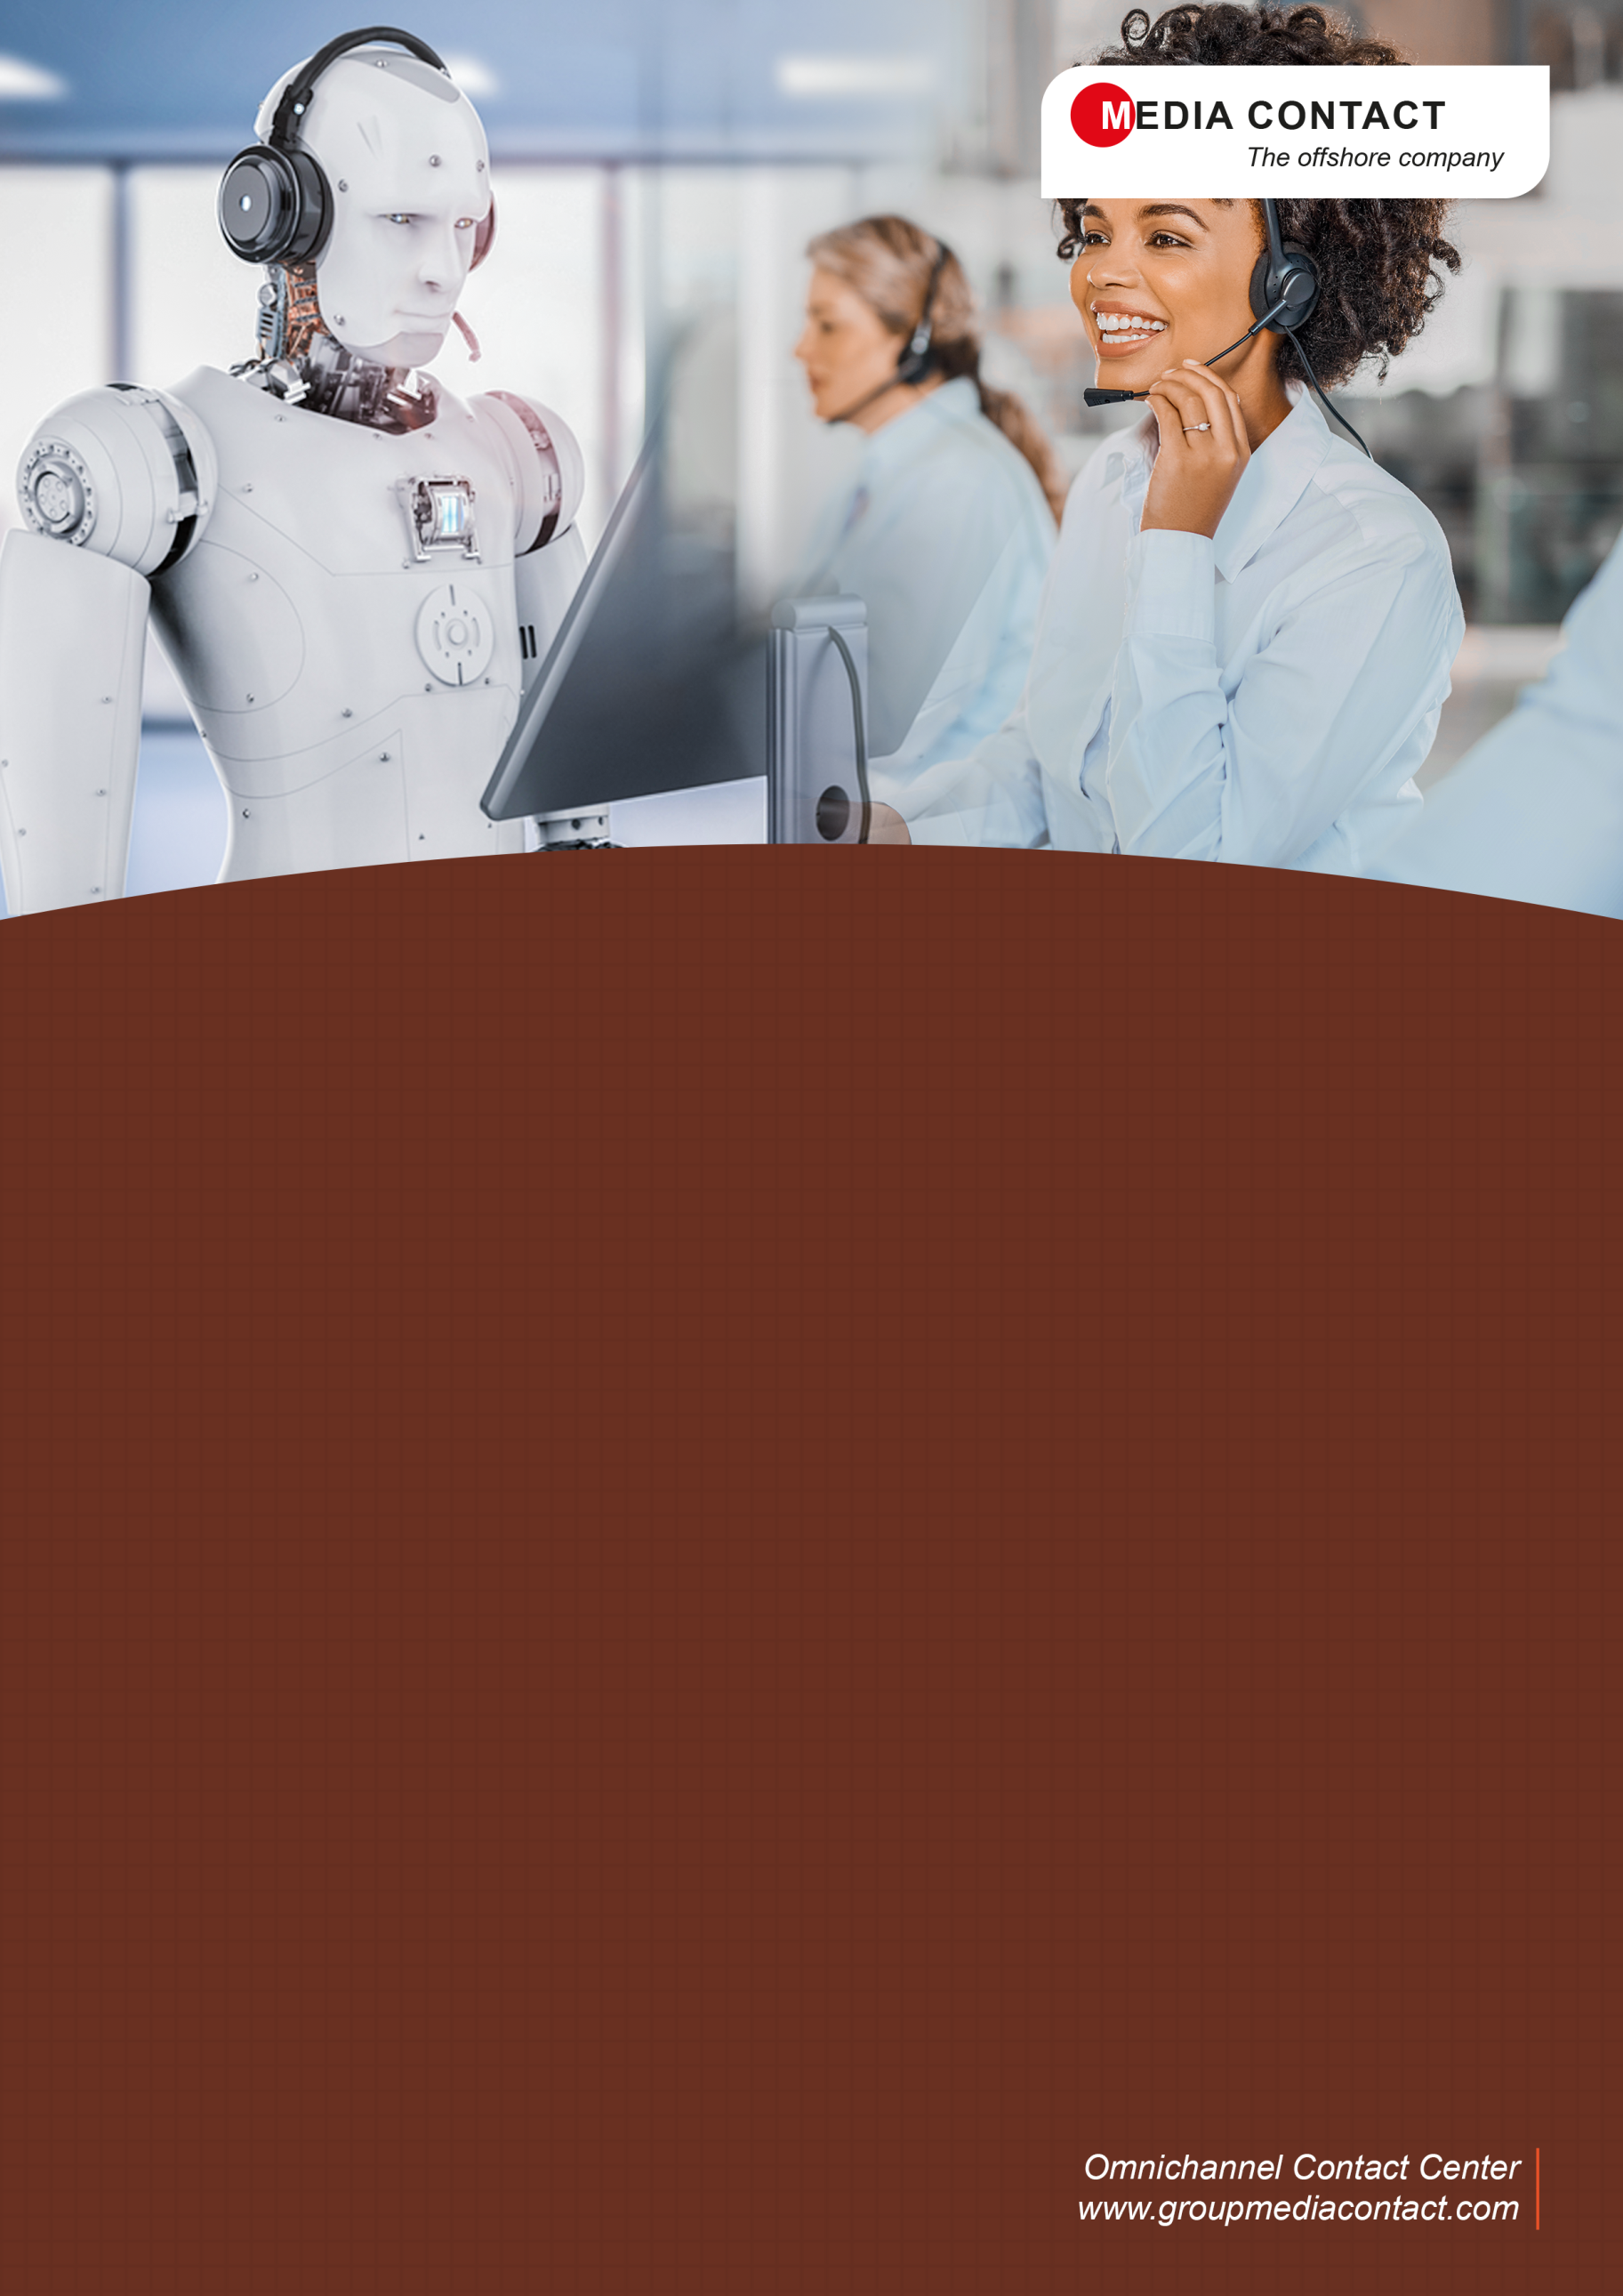 MEDIA CONTACT
The offshore company
Omnichannel Contact Center
www.groupmediacontact.com